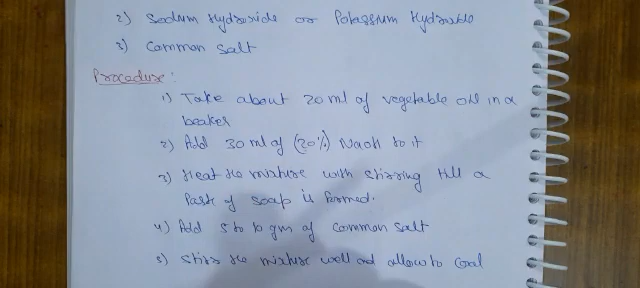 2) Sodium Hydroxide or Potassium Hydroxide
3) Common Salt
Procedure:
1) Take about 20 ml of vegetable oil in a
beaker
2) Add 30 ml of (20%) NaOH to it
3) Heat the mixture with stirring till a
Paste of soap is formed.
4) Add 5 to 10 gm of common salt
5) Stirr the mixture well and allow to cool